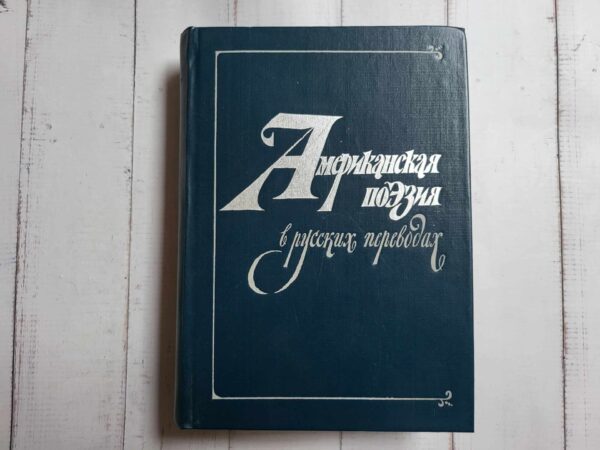 Американская
поэзия
в русских переводах